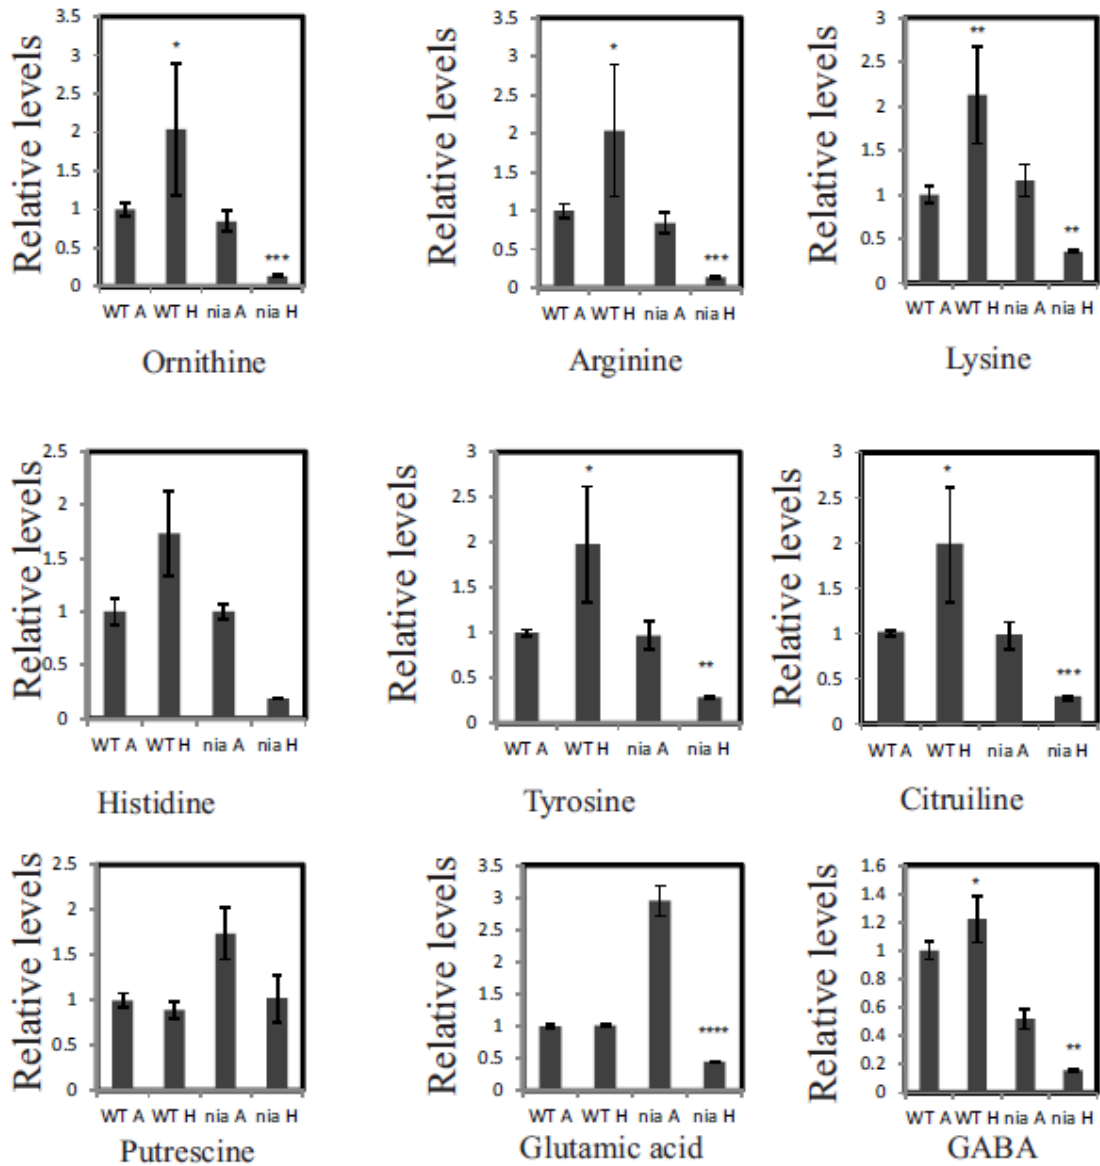 3.5
3
2.5
2
1.5
1
0.5
0
Relative levels
*
***
WT A WT H nia A nia H
Ornithine
3.5
3
2.5
2
1.5
1
0.5
0
Relative levels
*
***
WT A WT H nia A nia H
Arginine
3
2.5
2
1.5
1
0.5
0
Relative levels
**
**
WT A WT H nia A nia H
Lysine
2.5
2
1.5
1
0.5
0
Relative levels
WT A WT H nia A nia H
Histidine
3
2.5
2
1.5
1
0.5
0
Relative levels
*
**
WT A WT H nia A nia H
Tyrosine
3
2.5
2
1.5
1
0.5
0
Relative levels
*
***
WT A WT H nia A nia H
Citruiline
2.5
2
1.5
1
0.5
0
Relative levels
WT A WT H nia A nia H
Putrescine
3.5
3
2.5
2
1.5
1
0.5
0
Relative levels
****
WT A WT H nia A nia H
Glutamic acid
1.6
1.4
1.2
1
0.8
0.6
0.4
0.2
0
Relative levels
*
**
WT A WT H nia A nia H
GABA